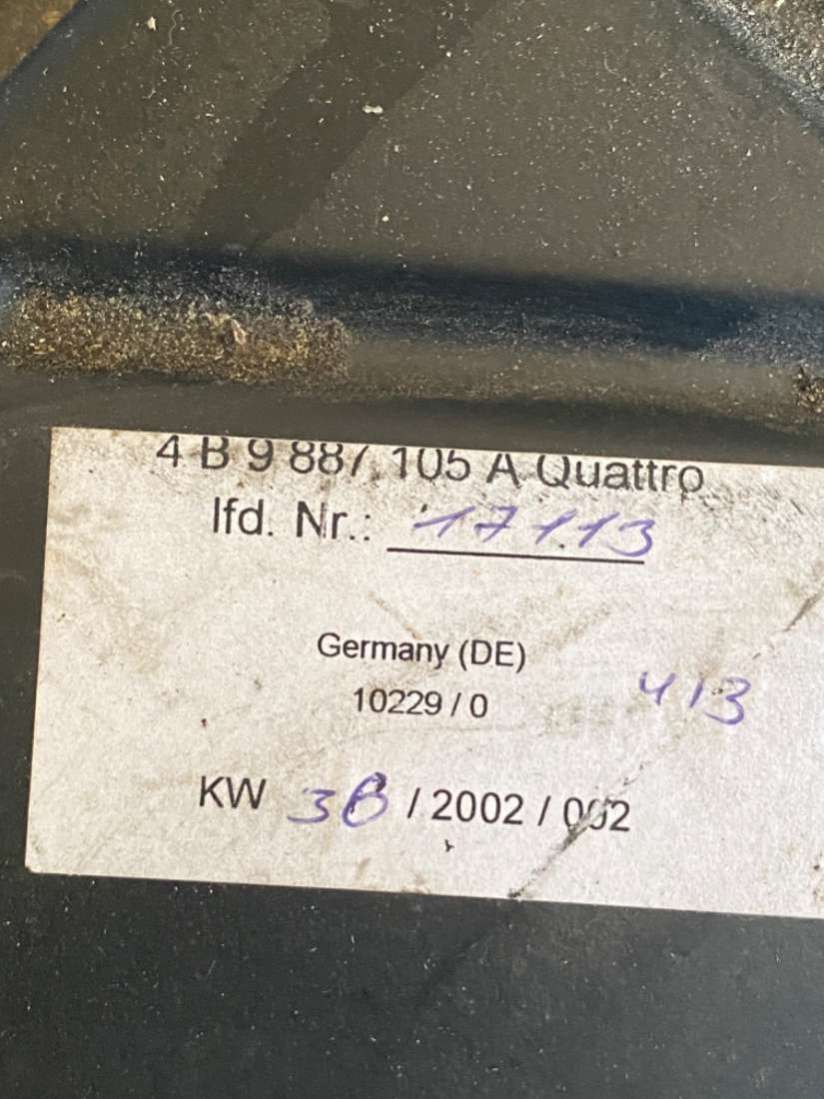 4 B 9 887 105 A Quattro
lfd. Nr.: 17113
Germany (DE)
413
10229 / 0
KW 38 / 2002 / 002